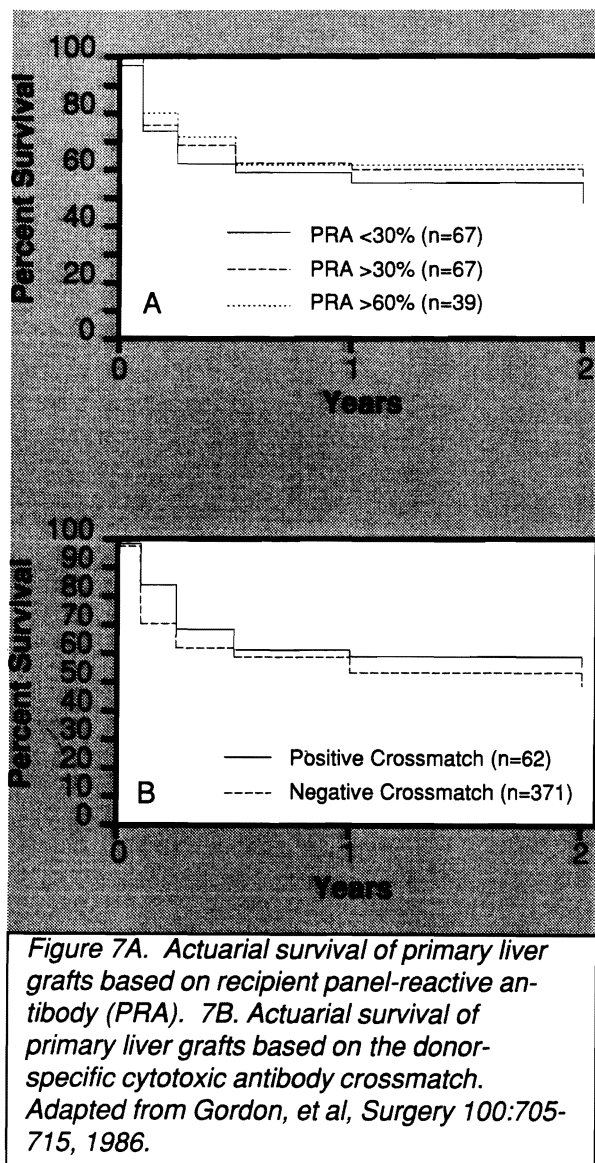 100
80
60
40
20
0
Percent Survival
PRA <30% (n=67)
PRA >30% (n=67)
PRA >60% (n=39)
A
0 1 2
Years
100
90
80
70
60
50
40
30
20
10
0
Percent Survival
Positive Crossmatch (n=62)
Negative Crossmatch (n=371)
B
0 1 2
Years
Figure 7A. Actuarial survival of primary liver
grafts based on recipient panel-reactive an-
tibody (PRA). 7B. Actuarial survival of
primary liver grafts based on the donor-
specific cytotoxic antibody crossmatch.
Adapted from Gordon, et al, Surgery 100:705-
715, 1986.